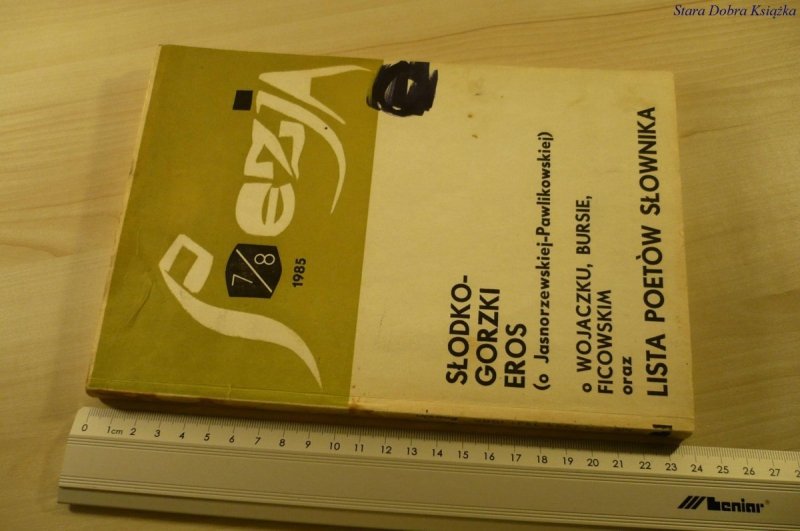 Stara Dobra Książka
Poezja
7/8
1985
SŁODKO-
GORZKI
EROS
(o Jasnorzewskiej-Pawlikowskiej)
o WOJACZKU, BURSIE,
FICOWSKIM
oraz
LISTA POETÒW SŁOWNIKA
0 1cm 2 3 4 5 6 7 8 9 10 11 12 13 14 15 16 17 18 19 20 21 22 23 24 25 26 27
leniar